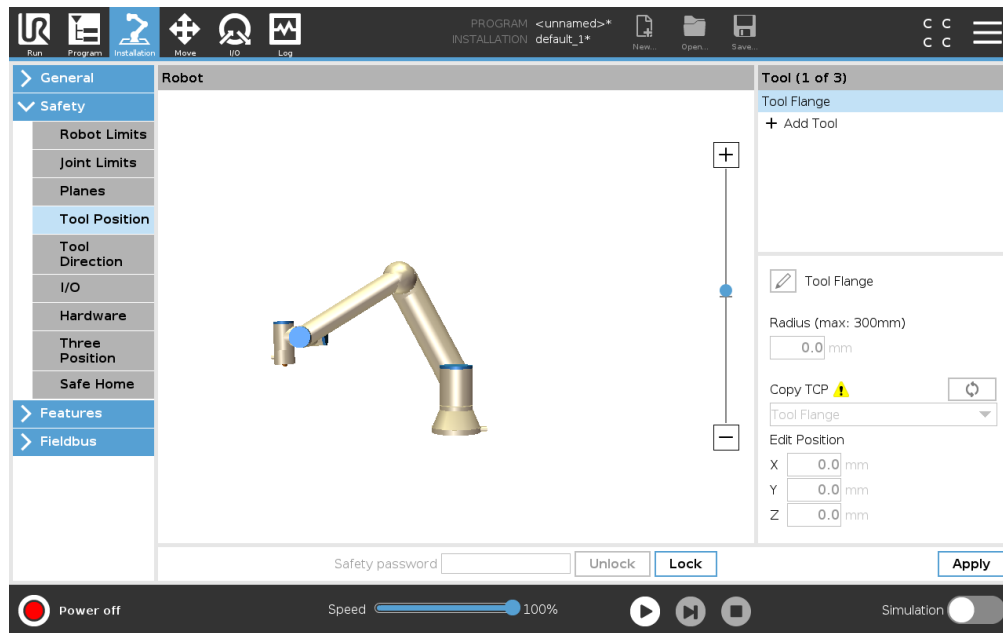 UR
Run
Program
Installation
Move
I/O
Log
PROGRAM <unnamed>*
INSTALLATION default_1*
New...
Open...
Save...
C C
C C
General
Safety
Robot Limits
Joint Limits
Planes
Tool Position
Tool
Direction
I/O
Hardware
Three
Position
Safe Home
Features
Fieldbus
Robot
Tool (1 of 3)
Tool Flange
+ Add Tool
Tool Flange
Radius (max: 300mm)
0.0 mm
Copy TCP
Tool Flange
Edit Position
X 0.0 mm
Y 0.0 mm
Z 0.0 mm
Safety password
Unlock
Lock
Apply
Power off
Speed
100%
Simulation